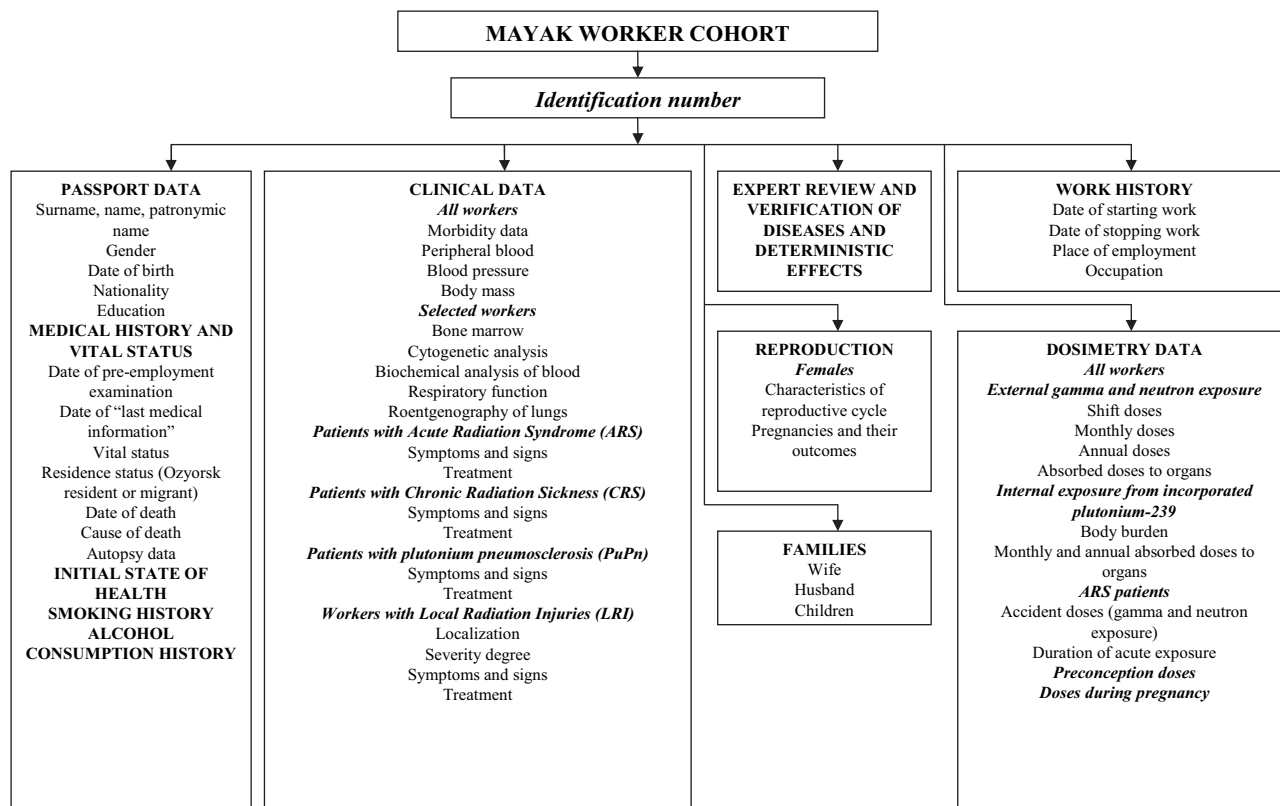 MAYAK WORKER COHORT
Identification number
PASSPORT DATA
Surname, name, patronymic
name
Gender
Date of birth
Nationality
Education
MEDICAL HISTORY AND
VITAL STATUS
Date of pre-employment
examination
Date of “last medical
information”
Vital status
Residence status (Ozyorsk
resident or migrant)
Date of death
Cause of death
Autopsy data
INITIAL STATE OF
HEALTH
SMOKING HISTORY
ALCOHOL
CONSUMPTION HISTORY
CLINICAL DATA
All workers
Morbidity data
Peripheral blood
Blood pressure
Body mass
Selected workers
Bone marrow
Cytogenetic analysis
Biochemical analysis of blood
Respiratory function
Roentgenography of lungs
Patients with Acute Radiation Syndrome (ARS)
Symptoms and signs
Treatment
Patients with Chronic Radiation Sickness (CRS)
Symptoms and signs
Treatment
Patients with plutonium pneumosclerosis (PuPn)
Symptoms and signs
Treatment
Workers with Local Radiation Injuries (LRI)
Localization
Severity degree
Symptoms and signs
Treatment
EXPERT REVIEW AND
VERIFICATION OF
DISEASES AND
DETERMINISTIC
EFFECTS
REPRODUCTION
Females
Characteristics of
reproductive cycle
Pregnancies and their
outcomes
FAMILIES
Wife
Husband
Children
WORK HISTORY
Date of starting work
Date of stopping work
Place of employment
Occupation
DOSIMETRY DATA
All workers
External gamma and neutron exposure
Shift doses
Monthly doses
Annual doses
Absorbed doses to organs
Internal exposure from incorporated
plutonium-239
Body burden
Monthly and annual absorbed doses to
organs
ARS patients
Accident doses (gamma and neutron
exposure)
Duration of acute exposure
Preconception doses
Doses during pregnancy